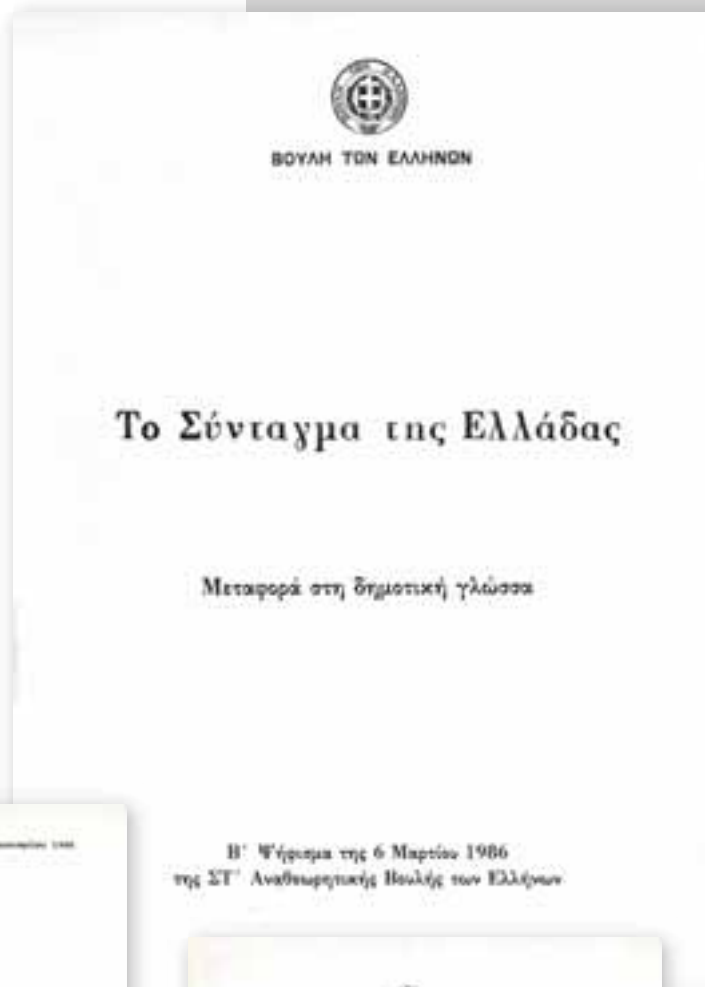 ΒΟΥΛΗ ΤΩΝ ΕΛΛΗΝΩΝ
Το Σύνταγμα της Ελλάδας
Μεταφορά στη δημοτική γλώσσα
Β΄ Ψήφισμα της 6 Μαρτίου 1986
της ΣΤ΄ Αναθεωρητικής Βουλής των Ελλήνων